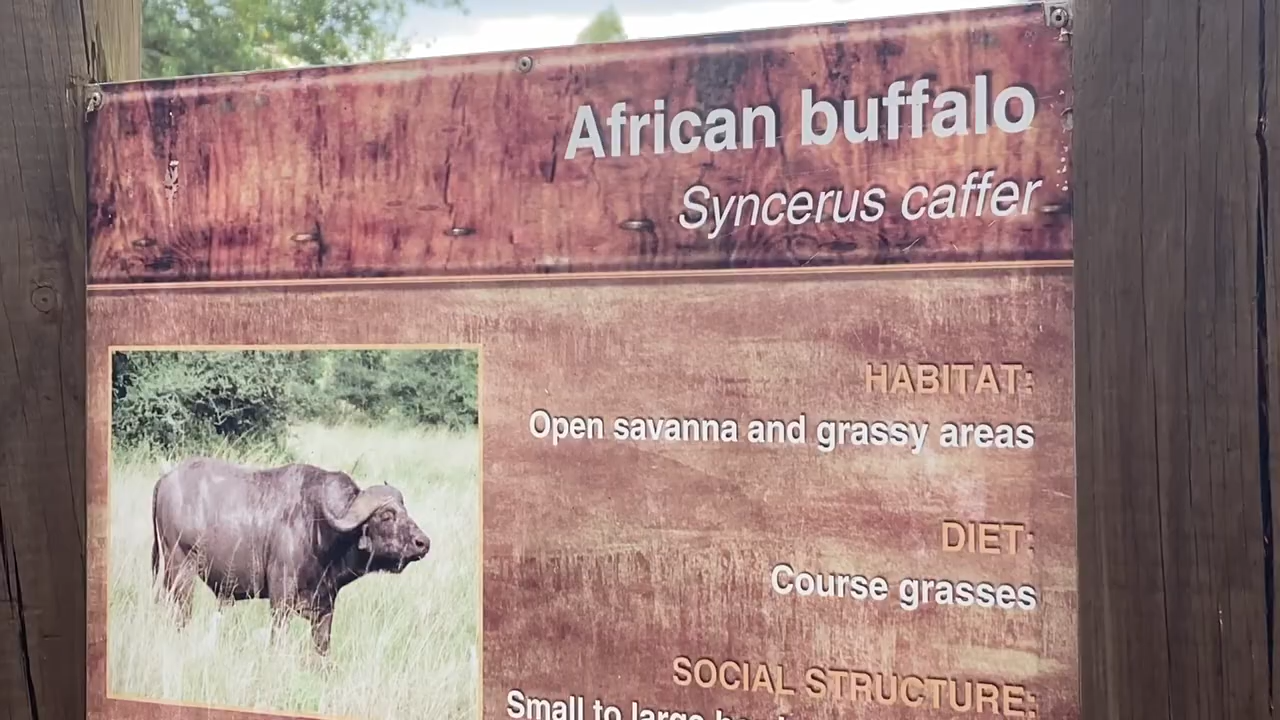 African buffalo
Syncerus caffer
HABITAT:
Open savanna and grassy areas
DIET:
Course grasses
SOCIAL STRUCTURE:
Small to large